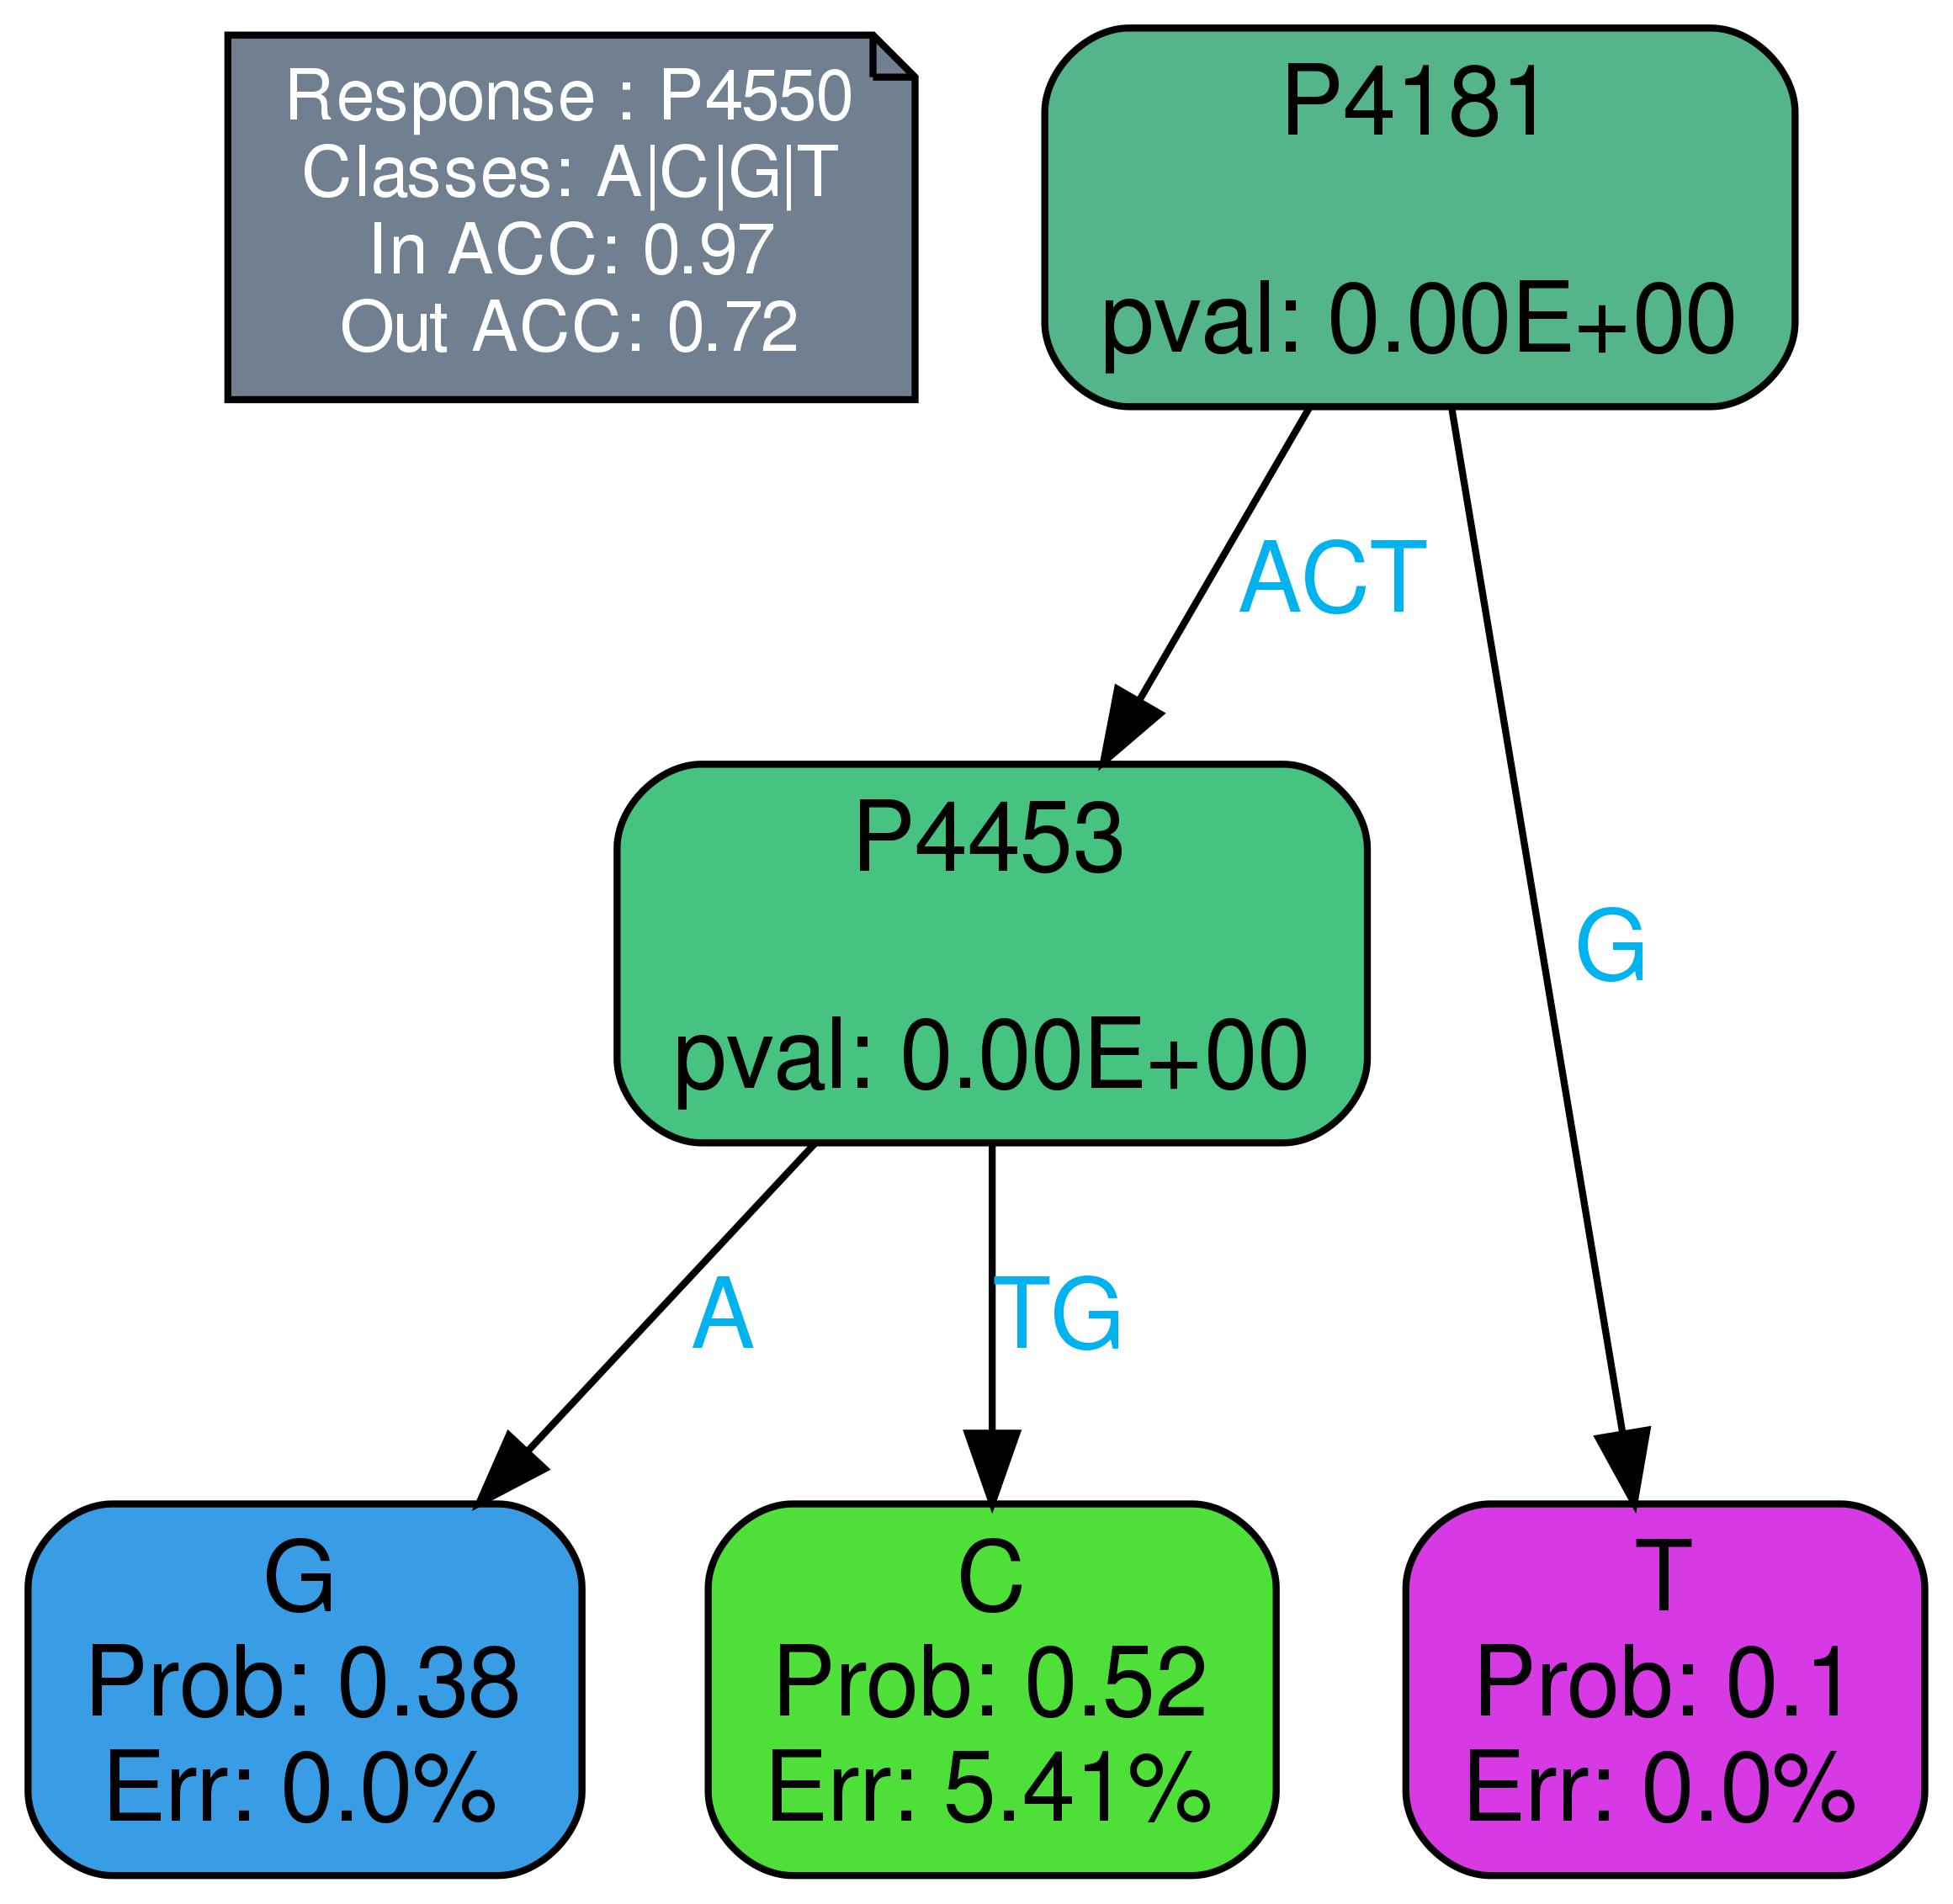 Response : P4550
Classes: A|C|G|T
In ACC: 0.97
Out ACC: 0.72
P4181
pval: 0.00E+00
ACT
G
P4453
pval: 0.00E+00
A
TG
G
Prob: 0.38
Err: 0.0%
C
Prob: 0.52
Err: 5.41%
T
Prob: 0.1
Err: 0.0%